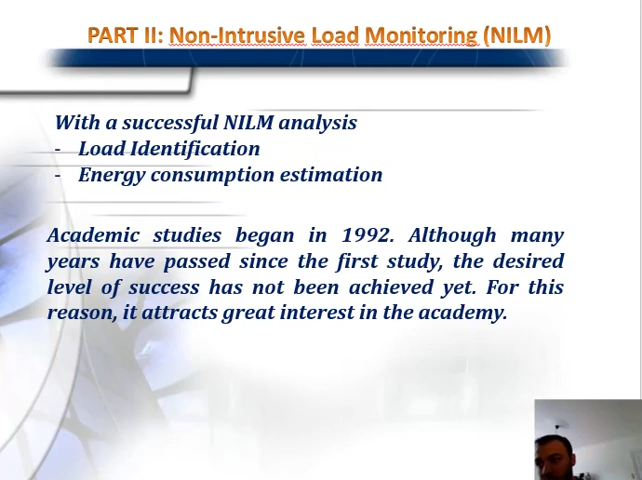 PART II: Non-Intrusive Load Monitoring (NILM)
With a successful NILM analysis
- Load Identification
- Energy consumption estimation
Academic studies began in 1992. Although many
years have passed since the first study, the desired
level of success has not been achieved yet. For this
reason, it attracts great interest in the academy.